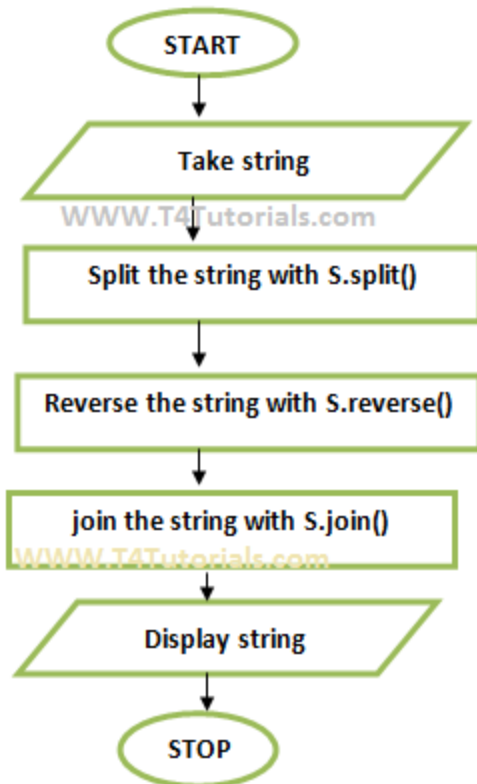 START
Take string
WWW.T4Tutorials.com
Split the string with S.split()
Reverse the string with S.reverse()
join the string with S.join()
WWW.T4Tutorials.com
Display string
STOP